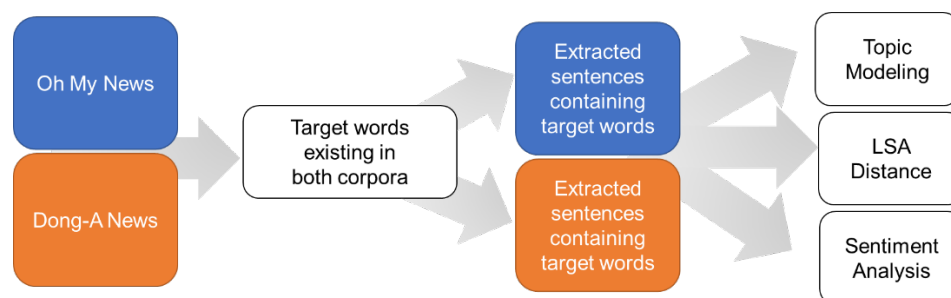 Oh My News
Dong-A News
Target words
existing in
both corpora
Extracted
sentences
containing
target words
Extracted
sentences
containing
target words
Topic
Modeling
LSA
Distance
Sentiment
Analysis